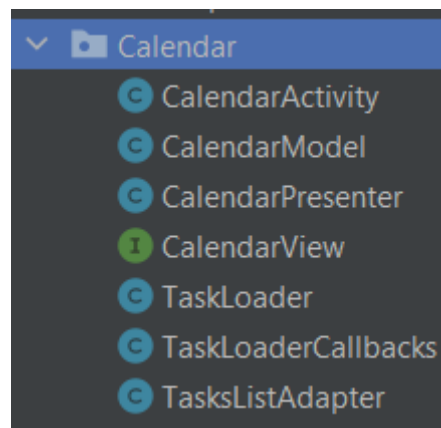 Calendar
C CalendarActivity
C CalendarModel
C CalendarPresenter
I CalendarView
C TaskLoader
C TaskLoaderCallbacks
C TasksListAdapter